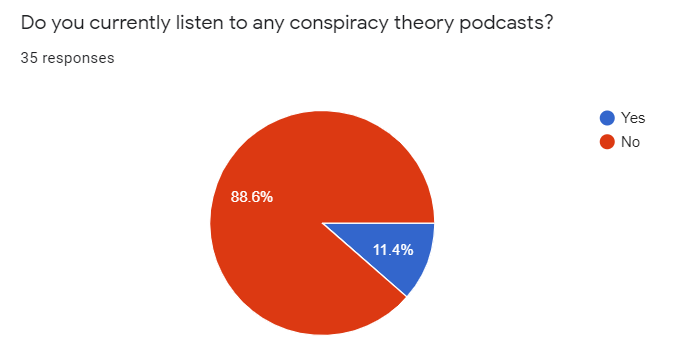 Do you currently listen to any conspiracy theory podcasts?
35 responses
Yes
No
88.6%
11.4%